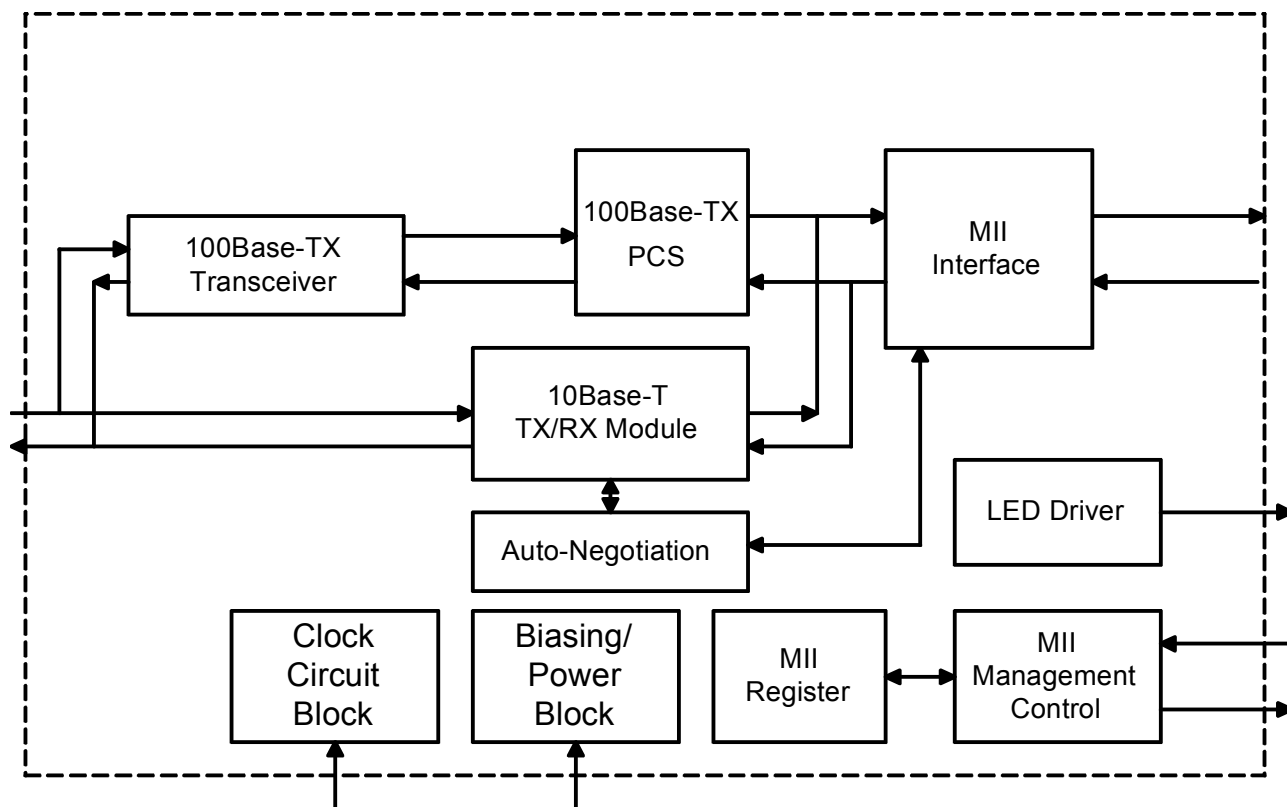 100Base-TX
PCS
MII
Interface
100Base-TX
Transceiver
10Base-T
TX/RX Module
LED Driver
Auto-Negotiation
Clock
Circuit
Block
Biasing/
Power
Block
MII
Register
MII
Management
Control